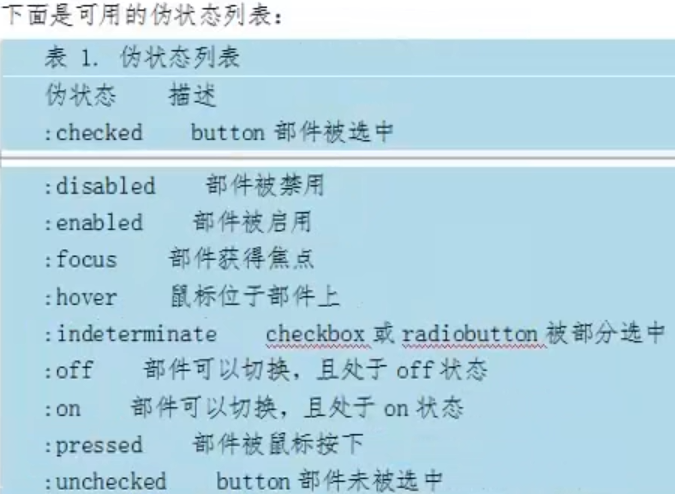 下面是可用的伪状态列表：
表 1. 伪状态列表
伪状态 描述
:checked button 部件被选中
:disabled 部件被禁用
:enabled 部件被启用
:focus 部件获得焦点
:hover 鼠标位于部件上
:indeterminate checkbox 或 radiobutton 被部分选中
:off 部件可以切换，且处于 off 状态
:on 部件可以切换，且处于 on 状态
:pressed 部件被鼠标按下
:unchecked button 部件未被选中